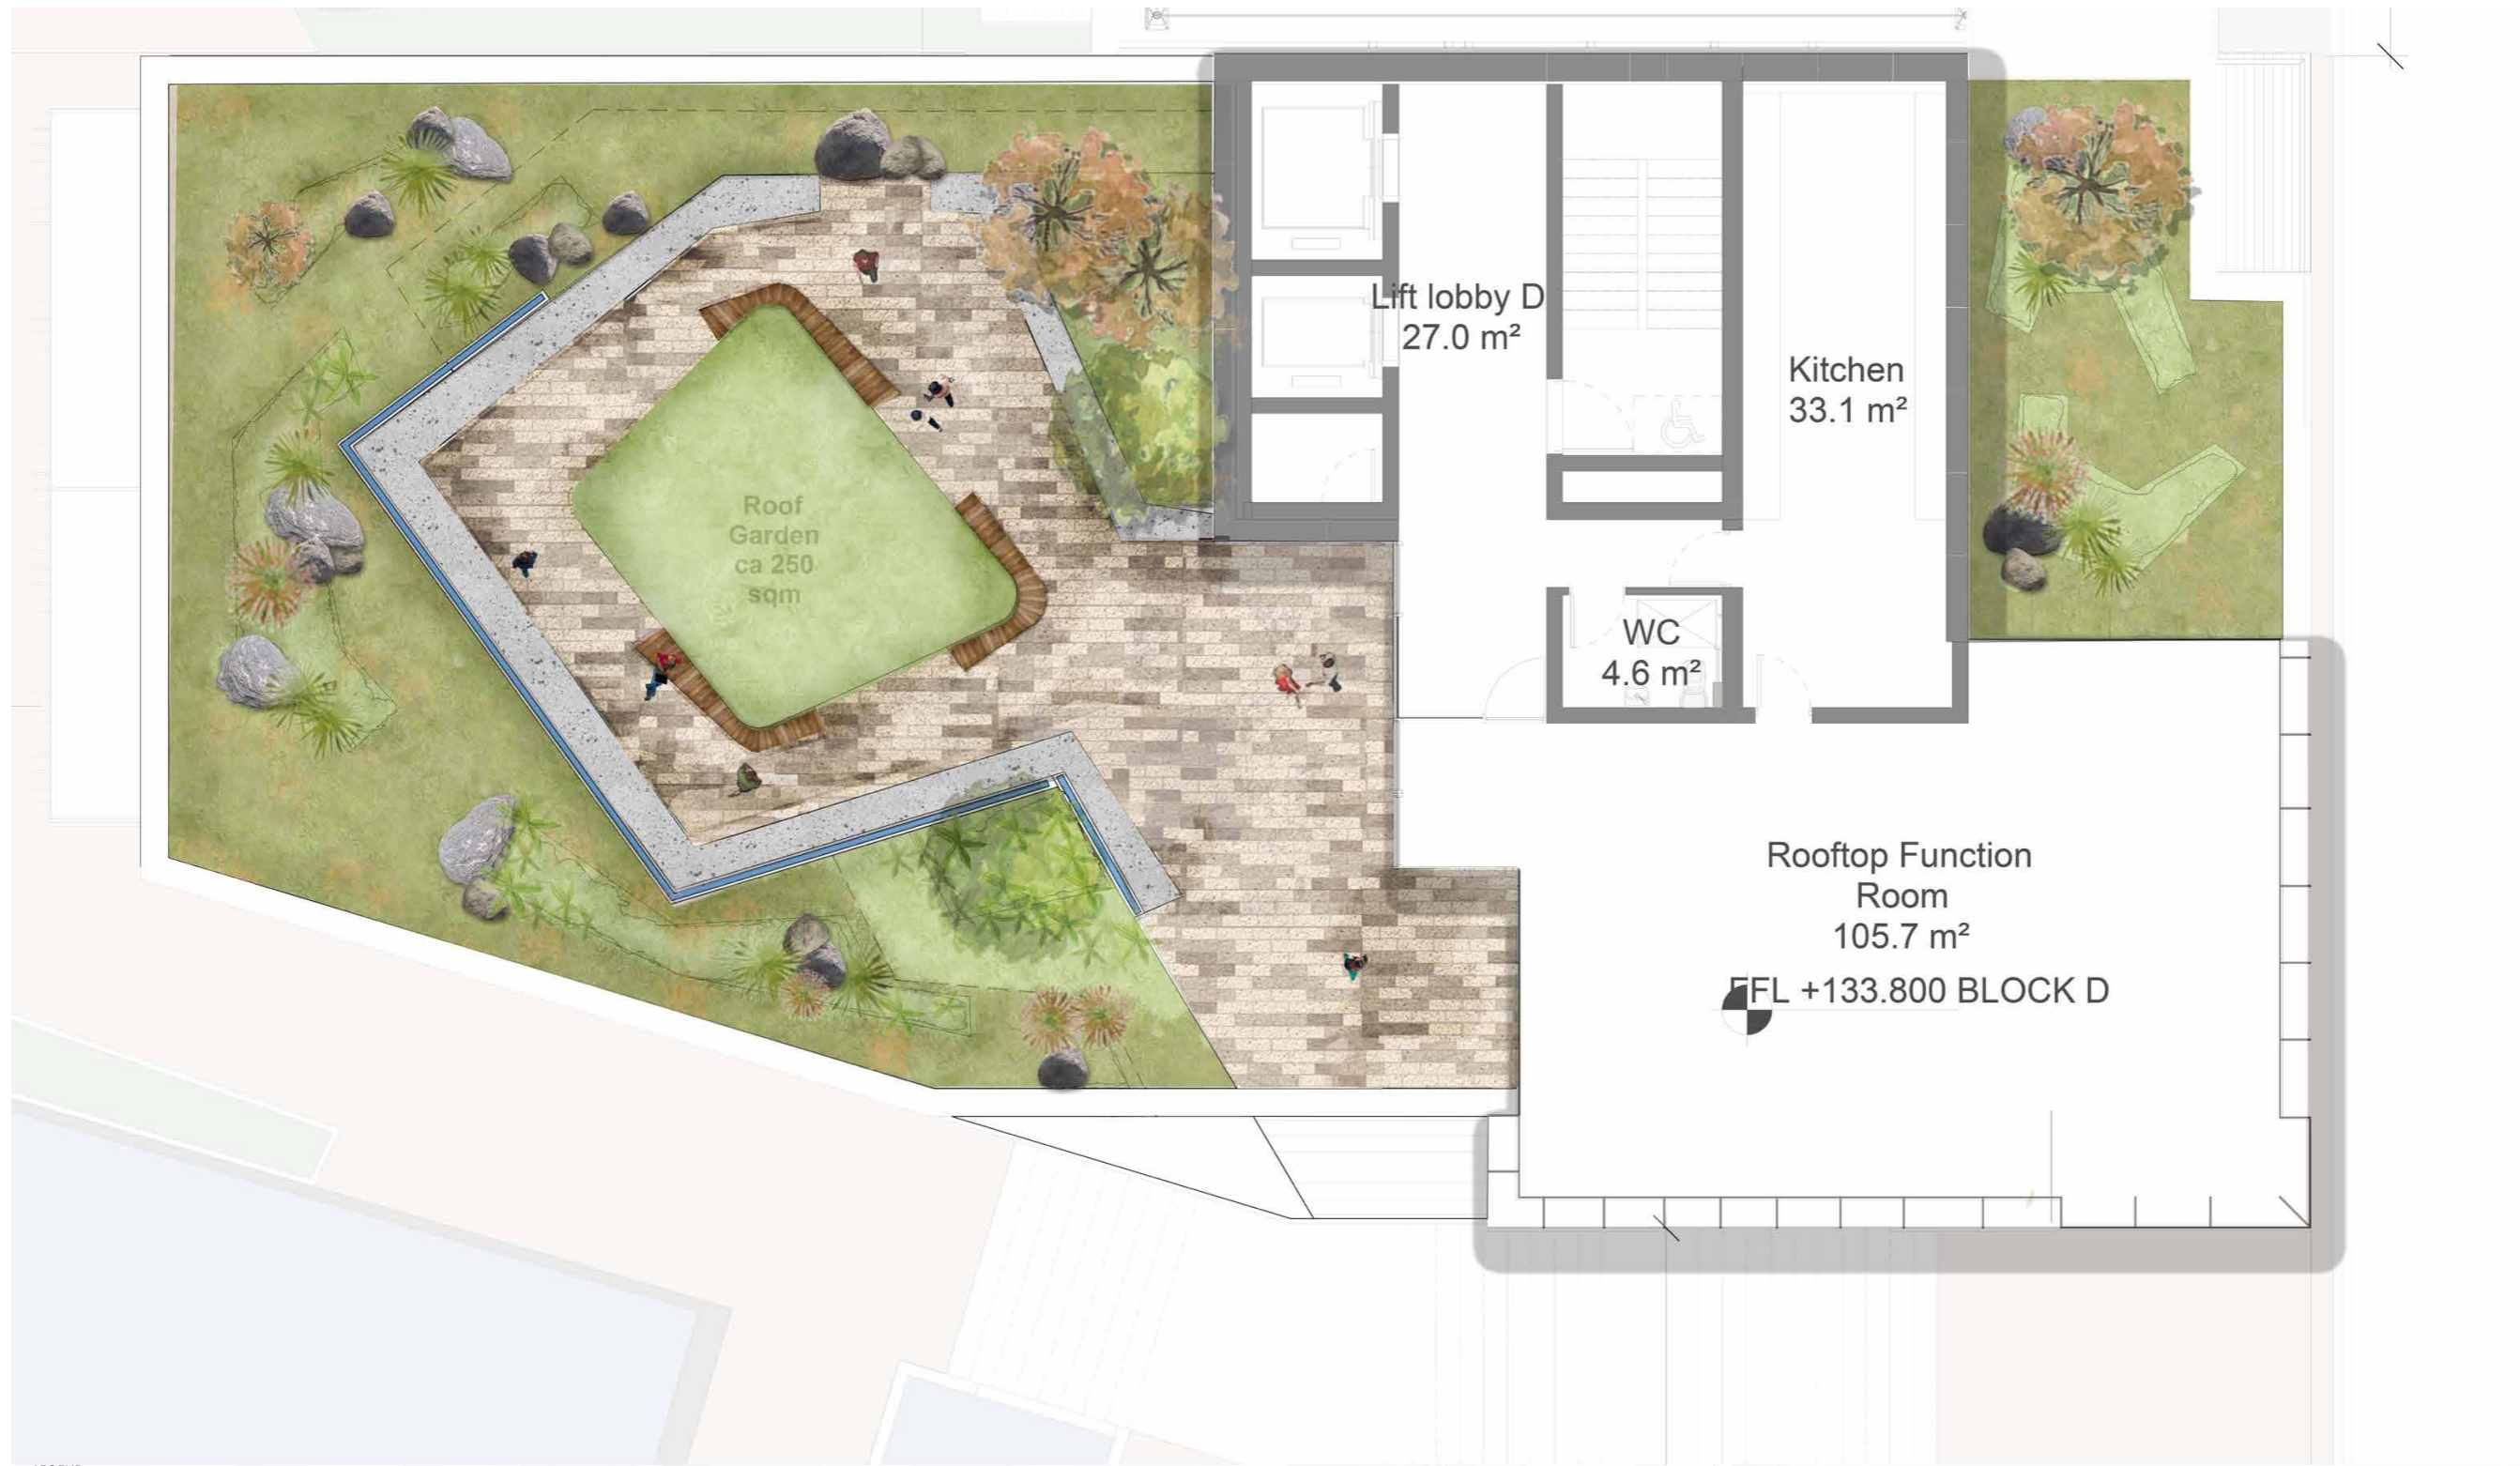 Lift lobby D
27.0 m²
Kitchen
33.1 m²
Roof
Garden
ca 250
sqm
WC
4.6 m²
Rooftop Function
Room
105.7 m²
FFL +133.800 BLOCK D